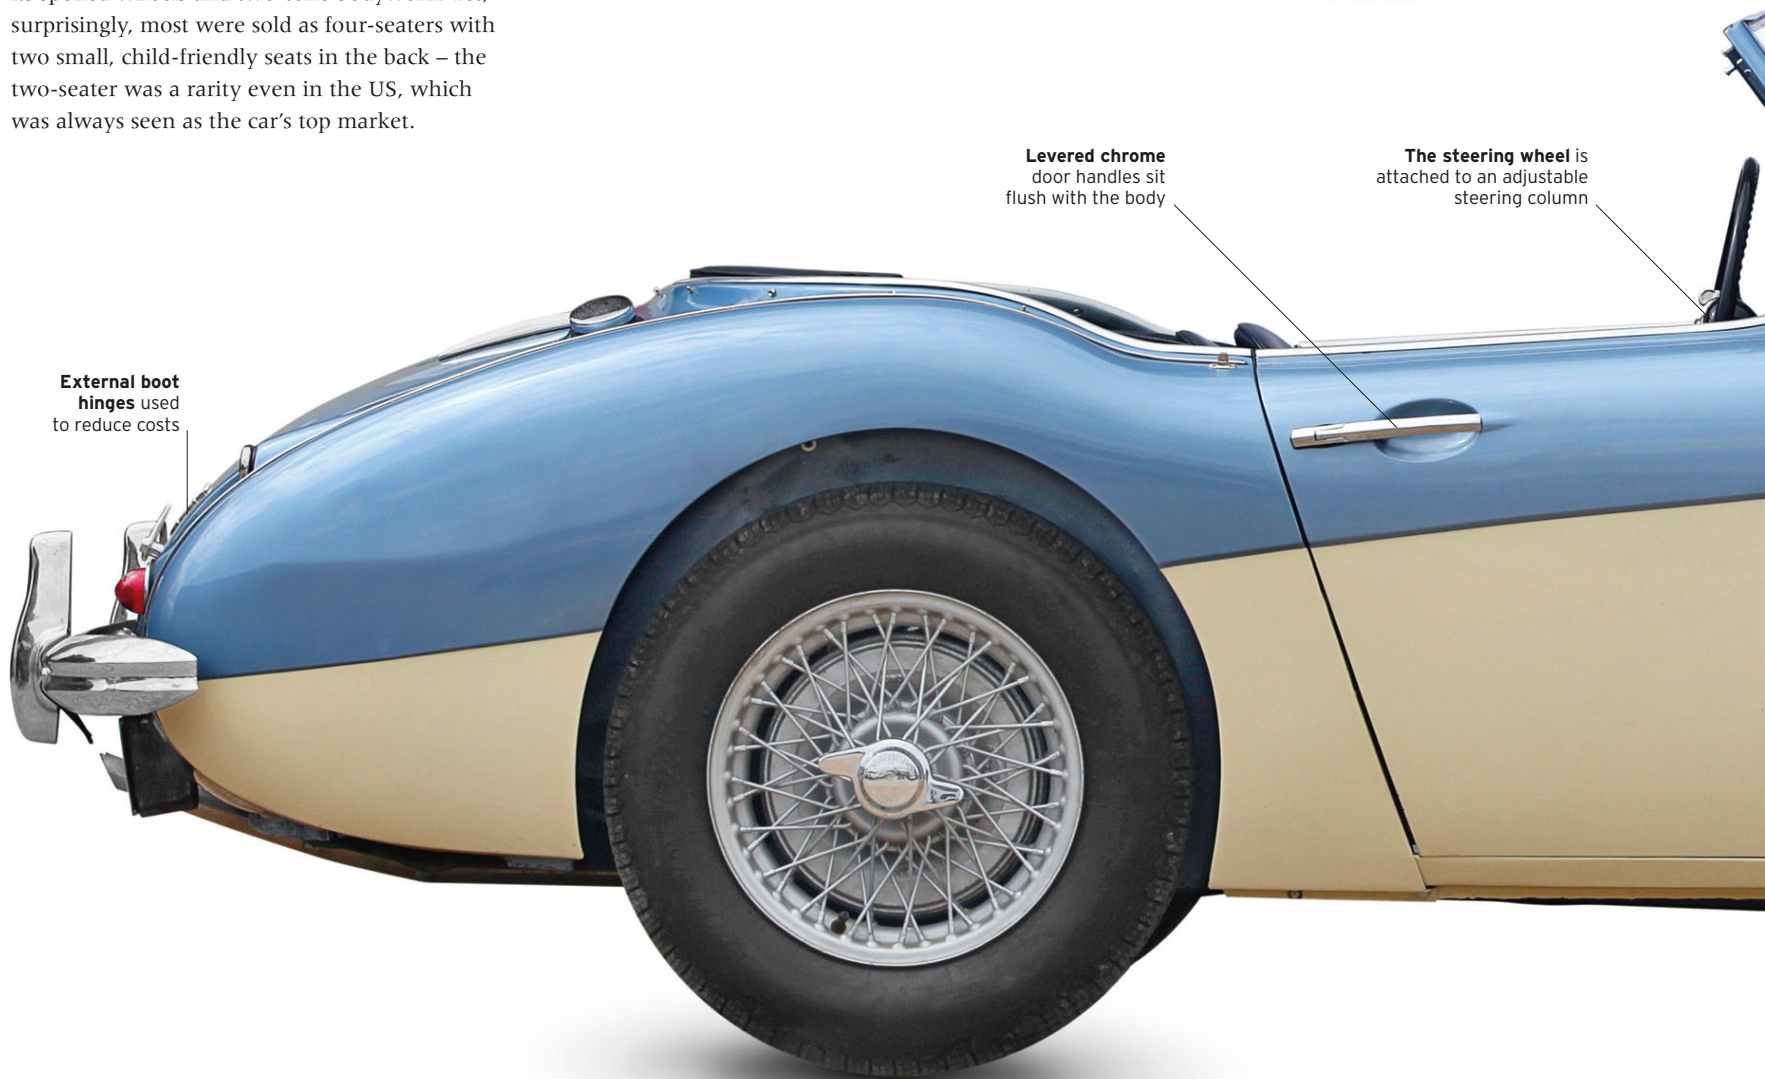 surprisingly, most were sold as four-seaters with
two small, child-friendly seats in the back – the
two-seater was a rarity even in the US, which
was always seen as the car's top market.
Levered chrome
door handles sit
flush with the body
The steering wheel is
attached to an adjustable
steering column
External boot
hinges used
to reduce costs